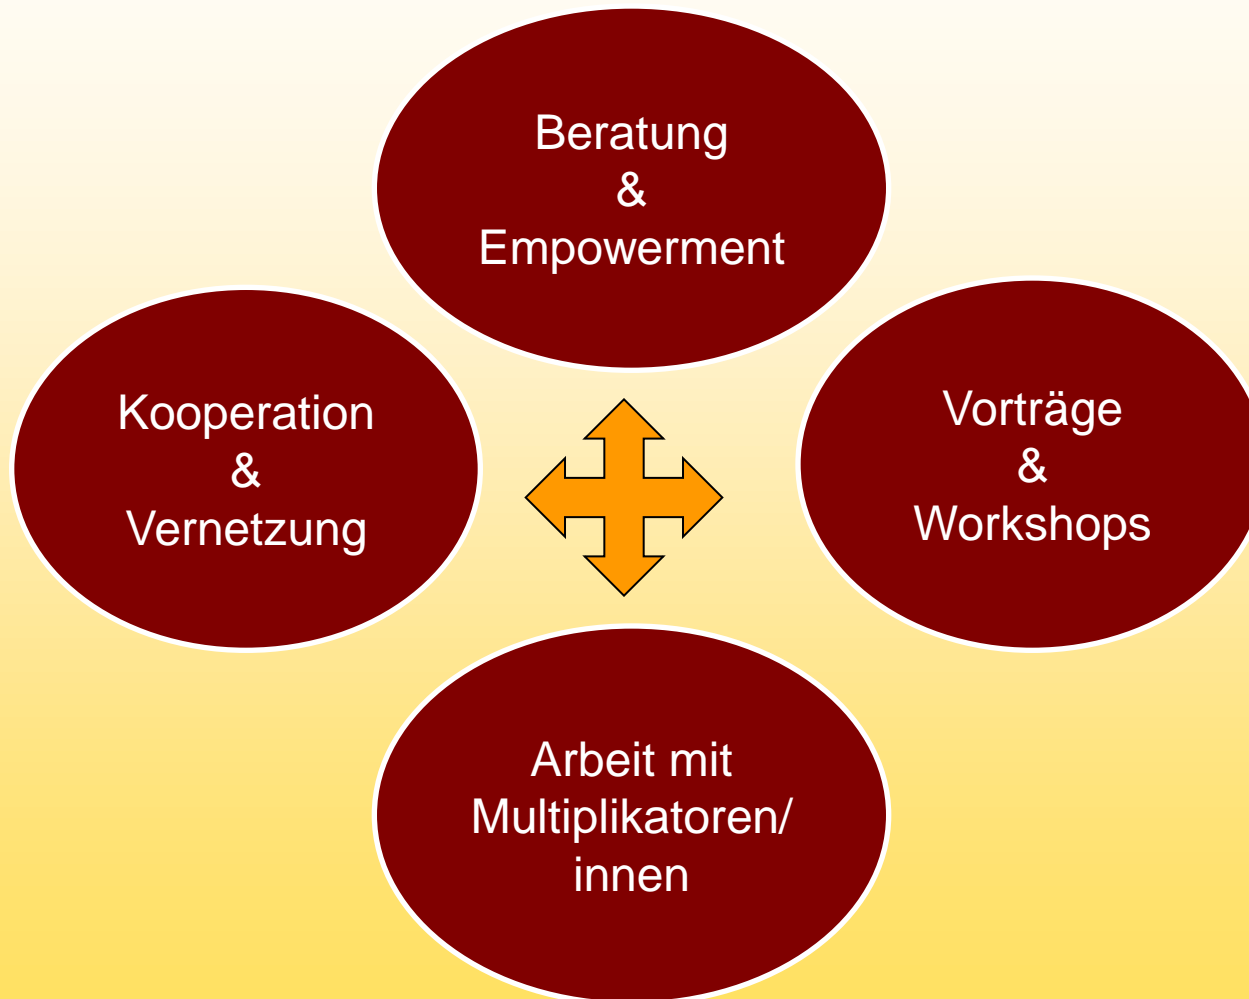 Beratung
&
Empowerment
Kooperation
&
Vernetzung
Vorträge
&
Workshops
Arbeit mit
Multiplikatoren/
innen